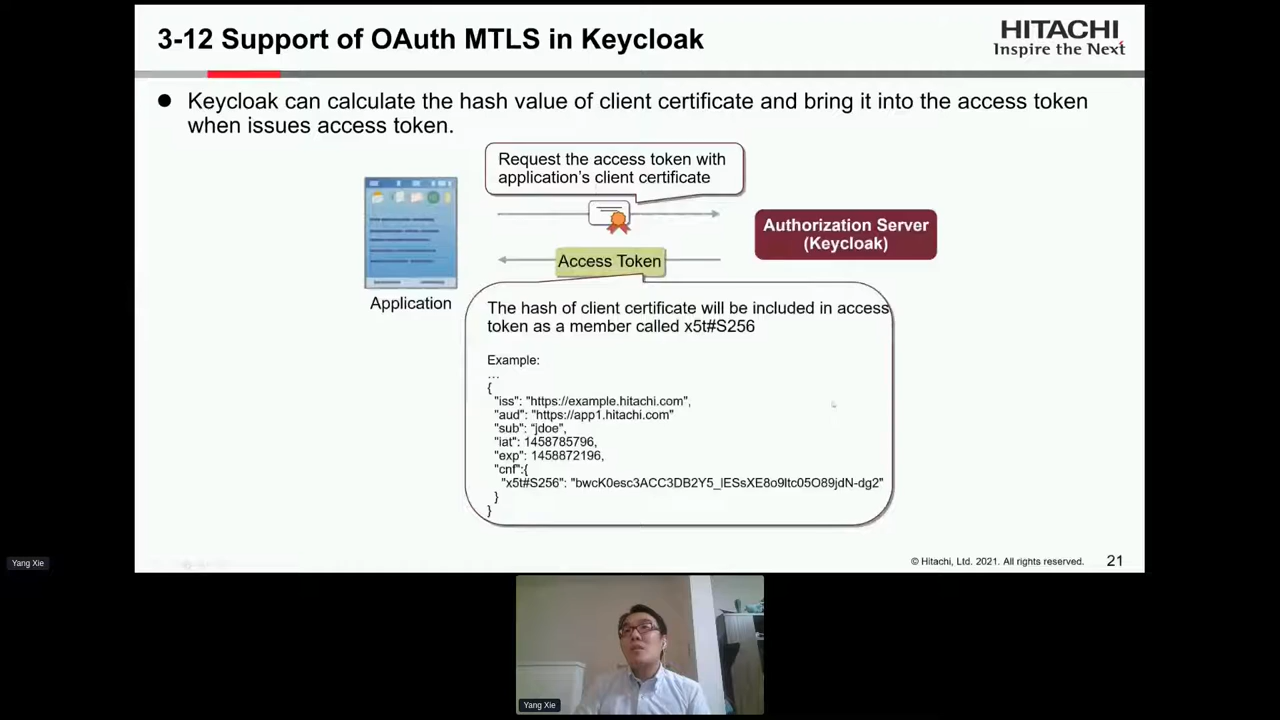 3-12 Support of OAuth MTLS in Keycloak
HITACHI
Inspire the Next
● Keycloak can calculate the hash value of client certificate and bring it into the access token
when issues access token.
Request the access token with
application's client certificate
Authorization Server
(Keycloak)
Access Token
Application
The hash of client certificate will be included in access
token as a member called x5t#S256
Example:
…
{
"iss": "https://example.hitachi.com",
"aud": "https://app1.hitachi.com"
"sub": “jdoe",
"iat": 1458785796,
"exp": 1458872196,
"cnf":{
"x5t#S256": "bwcK0esc3ACC3DB2Y5_lESsXE8o9ltc05O89jdN-dg2"
}
}
© Hitachi, Ltd. 2021. All rights reserved.
21
Yang Xie
Yang Xie